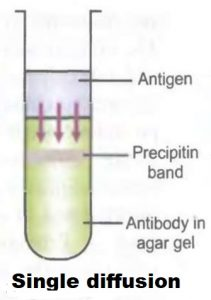 Antigen
Precipitin
band
Antibody in
agar gel
Single diffusion